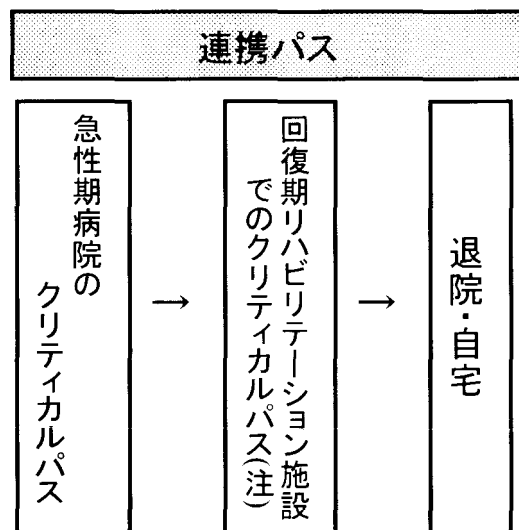 連携パス
急性期病院の
クリティカルパス
→
回復期リハビリテーション施設
でのクリティカルパス(注)
→
退院・自宅